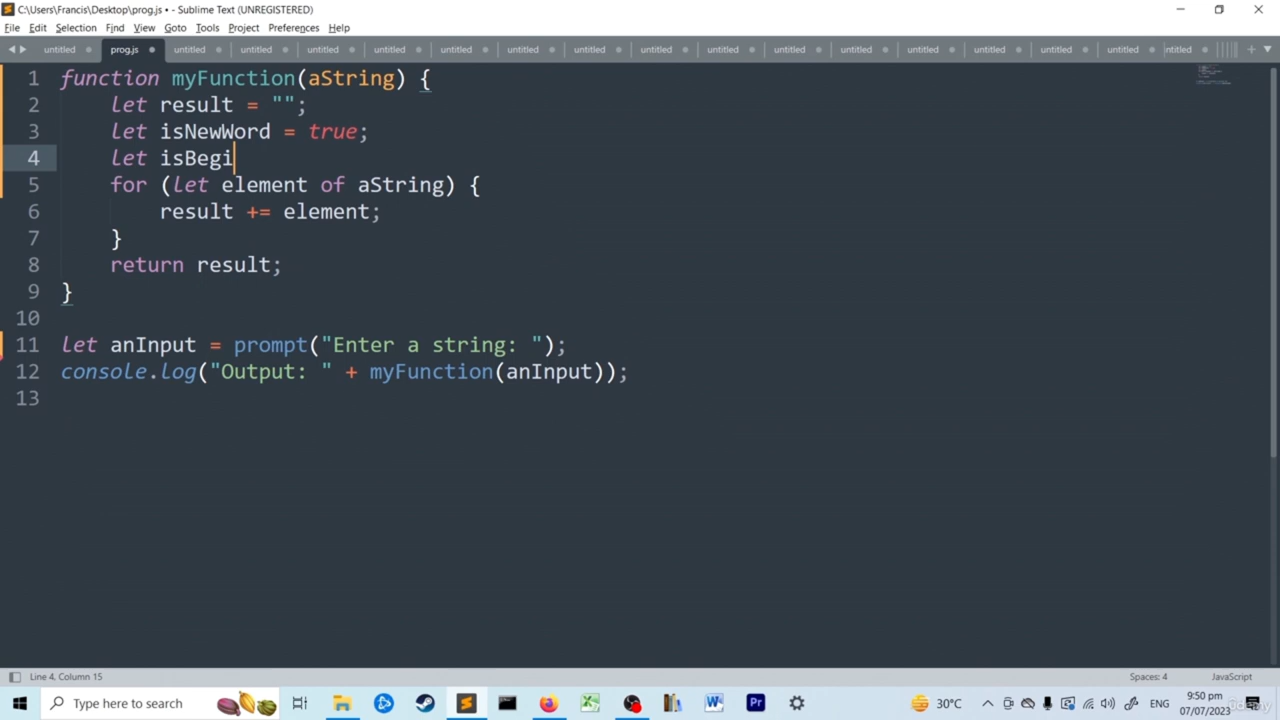 C:\Users\Francis\Desktop\prog.js • - Sublime Text (UNREGISTERED)
File Edit Selection Find View Goto Tools Project Preferences Help
untitled prog.js untitled untitled untitled untitled untitled untitled untitled untitled untitled untitled untitled untitled untitled untitled untitled ntitled
1 function myFunction(aString) {
2 let result = "";
3 let isNewWord = true;
4 let isBegi
5 for (let element of aString) {
6 result += element;
7 }
8 return result;
9 }
10
11 let anInput = prompt("Enter a string: ");
12 console.log("Output: " + myFunction(anInput));
13
Line 4, Column 15 Spaces: 4 JavaScript
Type here to search 30°C ENG 9:50 pm 07/07/2023
Udemy